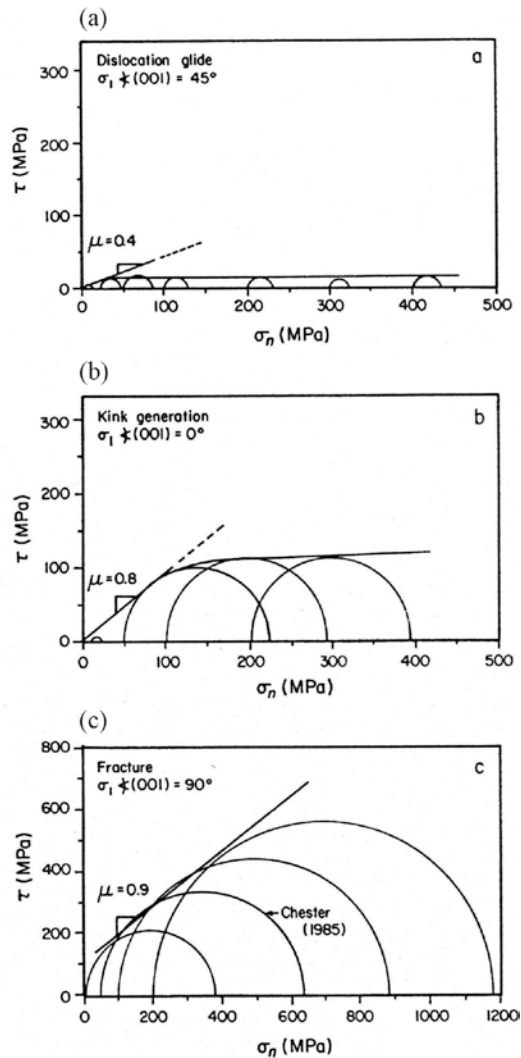 (a)
Dislocation glide
σ₁ ∡(001) = 45°
a
300
200
100
0
τ (MPa)
μ=0.4
0 100 200 300 400 500
σₙ (MPa)
(b)
Kink generation
σ₁ ∡(001) = 0°
b
300
200
100
0
τ (MPa)
μ=0.8
0 100 200 300 400 500
σₙ (MPa)
(c)
800
Fracture
σ₁ ∡(001) = 90°
c
600
400
200
0
τ (MPa)
μ=0.9
Chester
(1985)
0 200 400 600 800 1000 1200
σₙ (MPa)